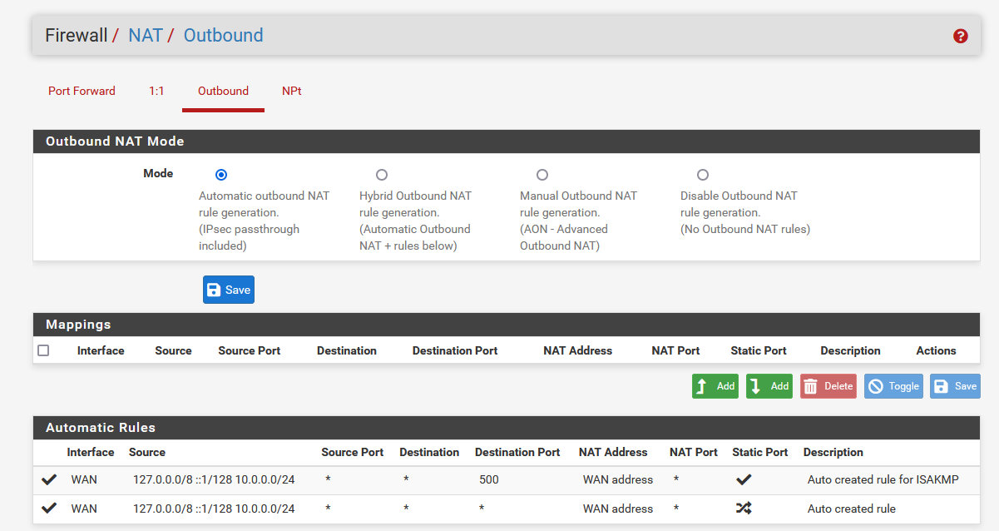 Firewall / NAT / Outbound
Port Forward 1:1 Outbound NPt
Outbound NAT Mode
Mode
Automatic outbound NAT
rule generation.
(IPsec passthrough
included)
Hybrid Outbound NAT
rule generation.
(Automatic Outbound
NAT + rules below)
Manual Outbound NAT
rule generation.
(AON - Advanced
Outbound NAT)
Disable Outbound NAT
rule generation.
(No Outbound NAT rules)
Save
Mappings
Interface Source Source Port Destination Destination Port NAT Address NAT Port Static Port Description Actions
Add Add Delete Toggle Save
Automatic Rules
Interface Source Source Port Destination Destination Port NAT Address NAT Port Static Port Description
WAN 127.0.0.0/8 ::1/128 10.0.0.0/24 * * 500 WAN address * Auto created rule for ISAKMP
WAN 127.0.0.0/8 ::1/128 10.0.0.0/24 * * * WAN address * Auto created rule